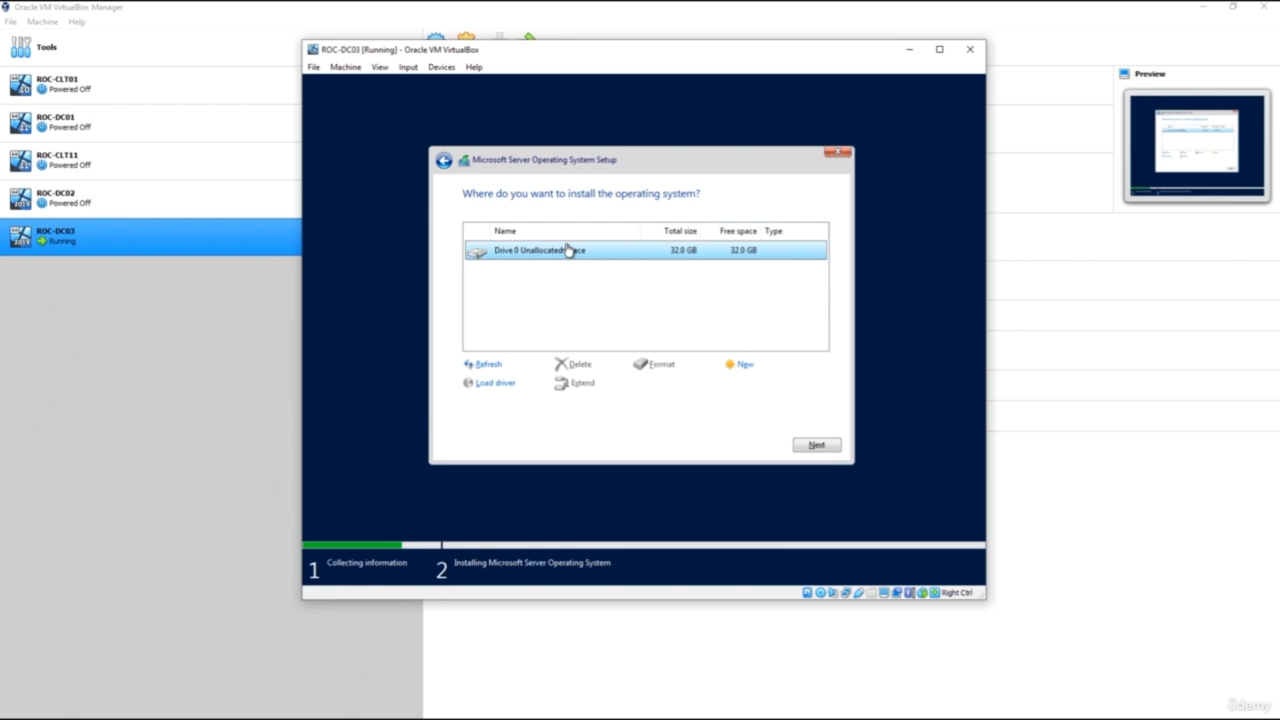 Oracle VM VirtualBox Manager
File Machine Help
Tools
ROC-CLT01
Powered Off
ROC-DC01
Powered Off
ROC-CLT11
Powered Off
ROC-DC02
Powered Off
ROC-DC03
Running
ROC-DC03 [Running] - Oracle VM VirtualBox
File Machine View Input Devices Help
Preview
Microsoft Server Operating System Setup
Where do you want to install the operating system?
Name Total size Free space Type
Drive 0 Unallocated 32.0 GB 32.0 GB
Refresh Delete Format New
Load driver Extend
Next
1 Collecting information 2 Installing Microsoft Server Operating System
Right Ctrl
ûdemy